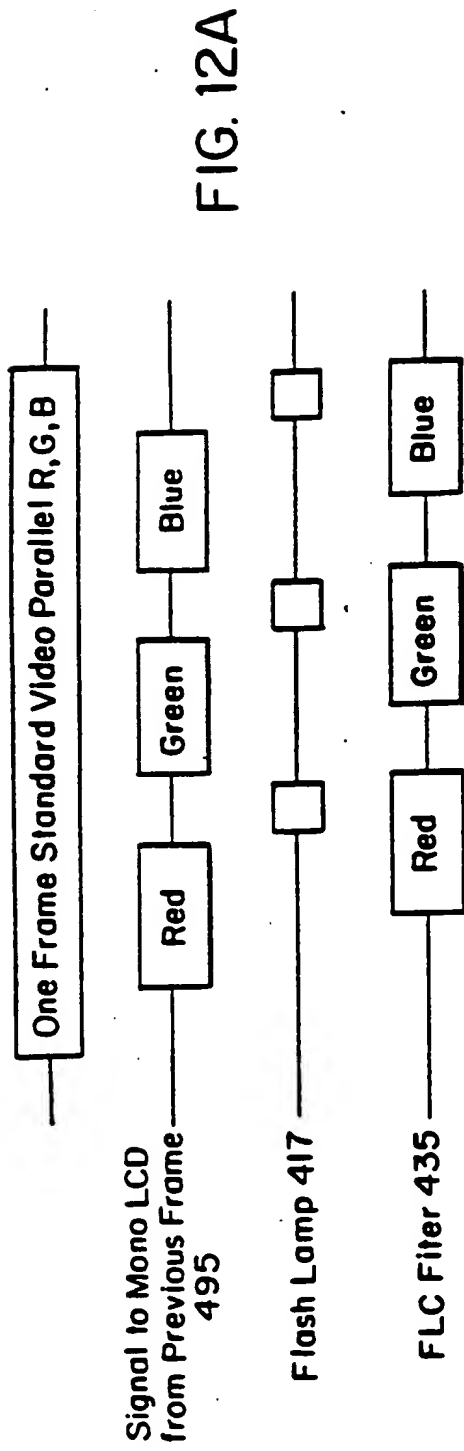 One Frame Standard Video Parallel R, G, B
Signal to Mono LCD
from Previous Frame
495
Red
Green
Blue
Flash Lamp 417
FLC Fiter 435
Red
Green
Blue
FIG. 12A